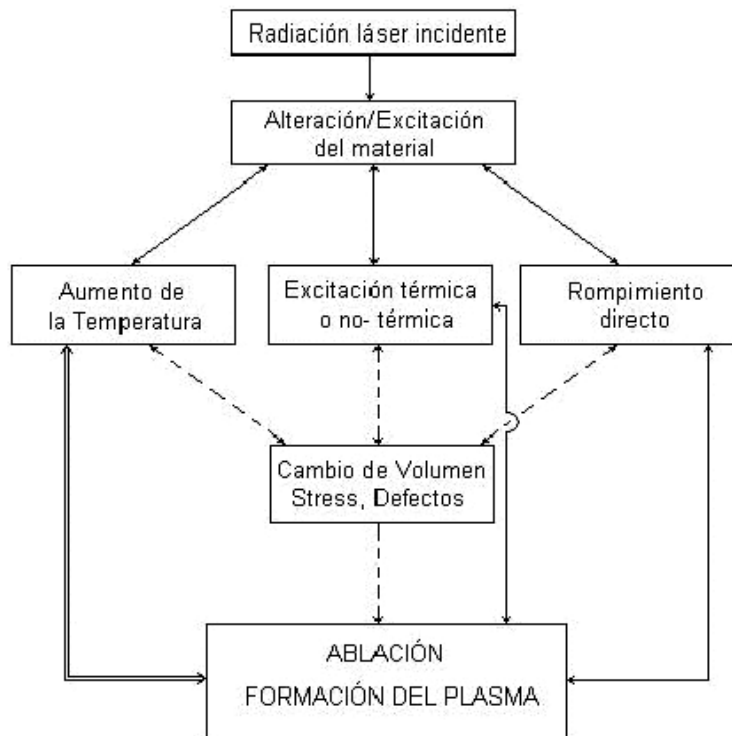 Radiación láser incidente
Alteración/Excitación
del material
Aumento de
la Temperatura
Excitación térmica
o no- térmica
Rompimiento
directo
Cambio de Volumen
Stress, Defectos
ABLACIÓN
FORMACIÓN DEL PLASMA